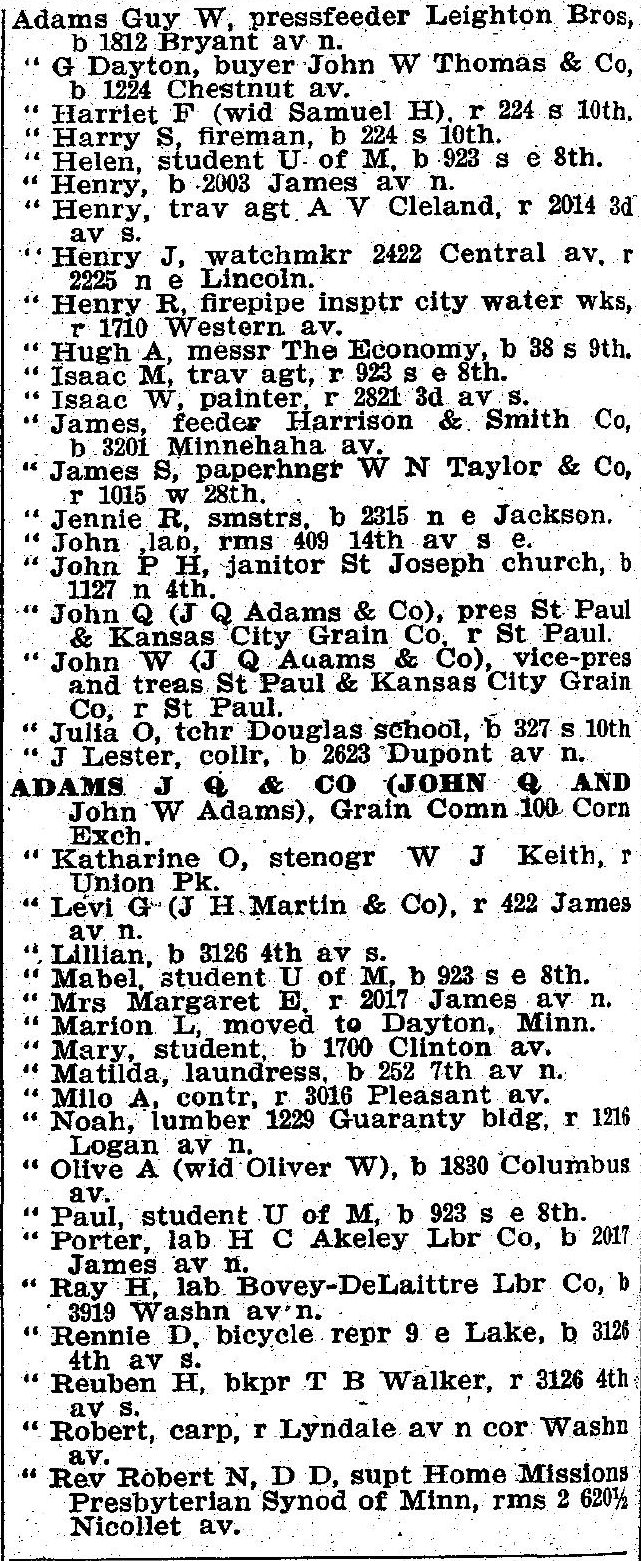 Adams Guy W, pressfeeder Leighton Bros,
b 1812 Bryant av n.
" G Dayton, buyer John W Thomas & Co,
b 1224 Chestnut av.
" Harriet F (wid Samuel H), r 224 s 10th.
" Harry S, fireman, b 224 s 10th.
" Helen, student U of M, b 923 s e 8th.
" Henry, b 2003 James av n.
" Henry, trav agt A V Cleland, r 2014 3d
av s.
" Henry J, watchmkr 2422 Central av, r
2225 n e Lincoln.
" Henry R, firepipe insptr city water wks,
r 1710 Western av.
" Hugh A, messr The Economy, b 38 s 9th.
" Isaac M, trav agt, r 923 s e 8th.
" Isaac W, painter, r 2821 3d av s.
" James, feeder Harrison & Smith Co,
b 3201 Minnehaha av.
" James S, paperhngr W N Taylor & Co,
r 1015 w 28th.
" Jennie R, smstrs, b 2315 n e Jackson.
" John ,lab, rms 409 14th av s e.
" John P H, janitor St Joseph church, b
1127 n 4th.
" John Q (J Q Adams & Co), pres St Paul
& Kansas City Grain Co, r St Paul.
" John W (J Q Adams & Co), vice-pres
and treas St Paul & Kansas City Grain
Co, r St Paul.
" Julia O, tchr Douglas school, b 327 s 10th
" J Lester, collr, b 2623 Dupont av n.
ADAMS J Q & CO (JOHN Q AND
John W Adams), Grain Comn 100 Corn
Exch.
" Katharine O, stenogr W J Keith, r
Union Pk.
" Levi G (J H Martin & Co), r 422 James
av n.
" Lillian, b 3126 4th av s.
" Mabel, student U of M, b 923 s e 8th.
" Mrs Margaret E, r 2017 James av n.
" Marion L, moved to Dayton, Minn.
" Mary, student, b 1700 Clinton av.
" Matilda, laundress, b 252 7th av n.
" Milo A, contr, r 3016 Pleasant av.
" Noah, lumber 1229 Guaranty bldg, r 1216
Logan av n.
" Olive A (wid Oliver W), b 1830 Columbus
av.
" Paul, student U of M, b 923 s e 8th.
" Porter, lab H C Akeley Lbr Co, b 2017
James av n.
" Ray H, lab Bovey-DeLaittre Lbr Co, b
3919 Washn av n.
" Rennie D, bicycle repr 9 e Lake, b 3126
4th av s.
" Reuben H, bkpr T B Walker, r 3126 4th
av s.
" Robert, carp, r Lyndale av n cor Washn
av.
" Rev Robert N, D D, supt Home Missions
Presbyterian Synod of Minn, rms 2 620½
Nicollet av.